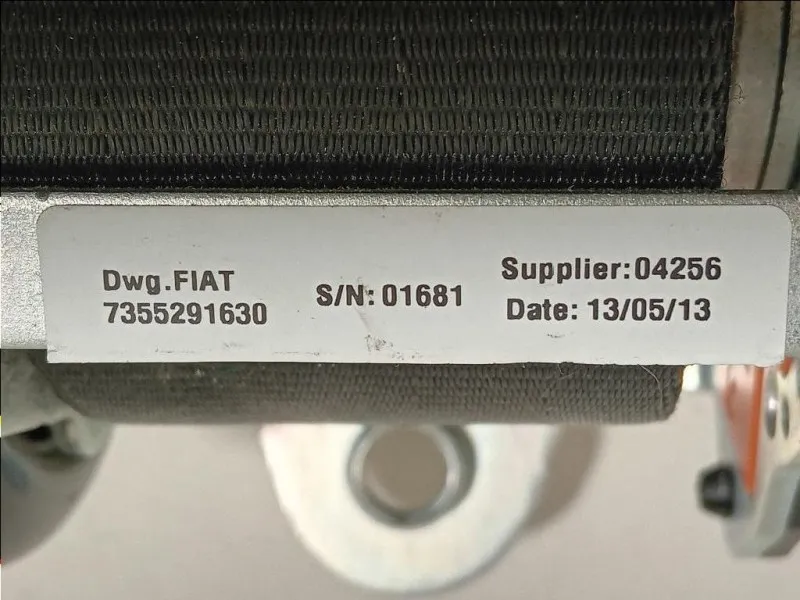 Dwg.FIAT
7355291630
S/N: 01681
Supplier:04256
Date: 13/05/13